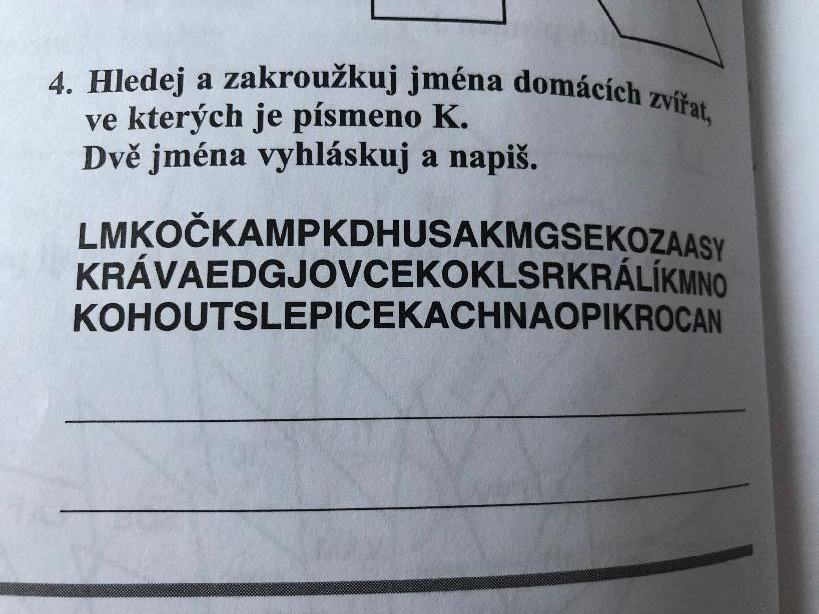 4. Hledej a zakroužkuj jména domácích zvířat,
ve kterých je písmeno K.
Dvě jména vyhláskuj a napiš.
LMKOČKAMPKDHUSAKMGSEKOZAASY
KRÁVAEDGJOVCEKOKLSRKRÁLÍKMNO
KOHOUTSLEPICEKACHNAOPIKROCAN